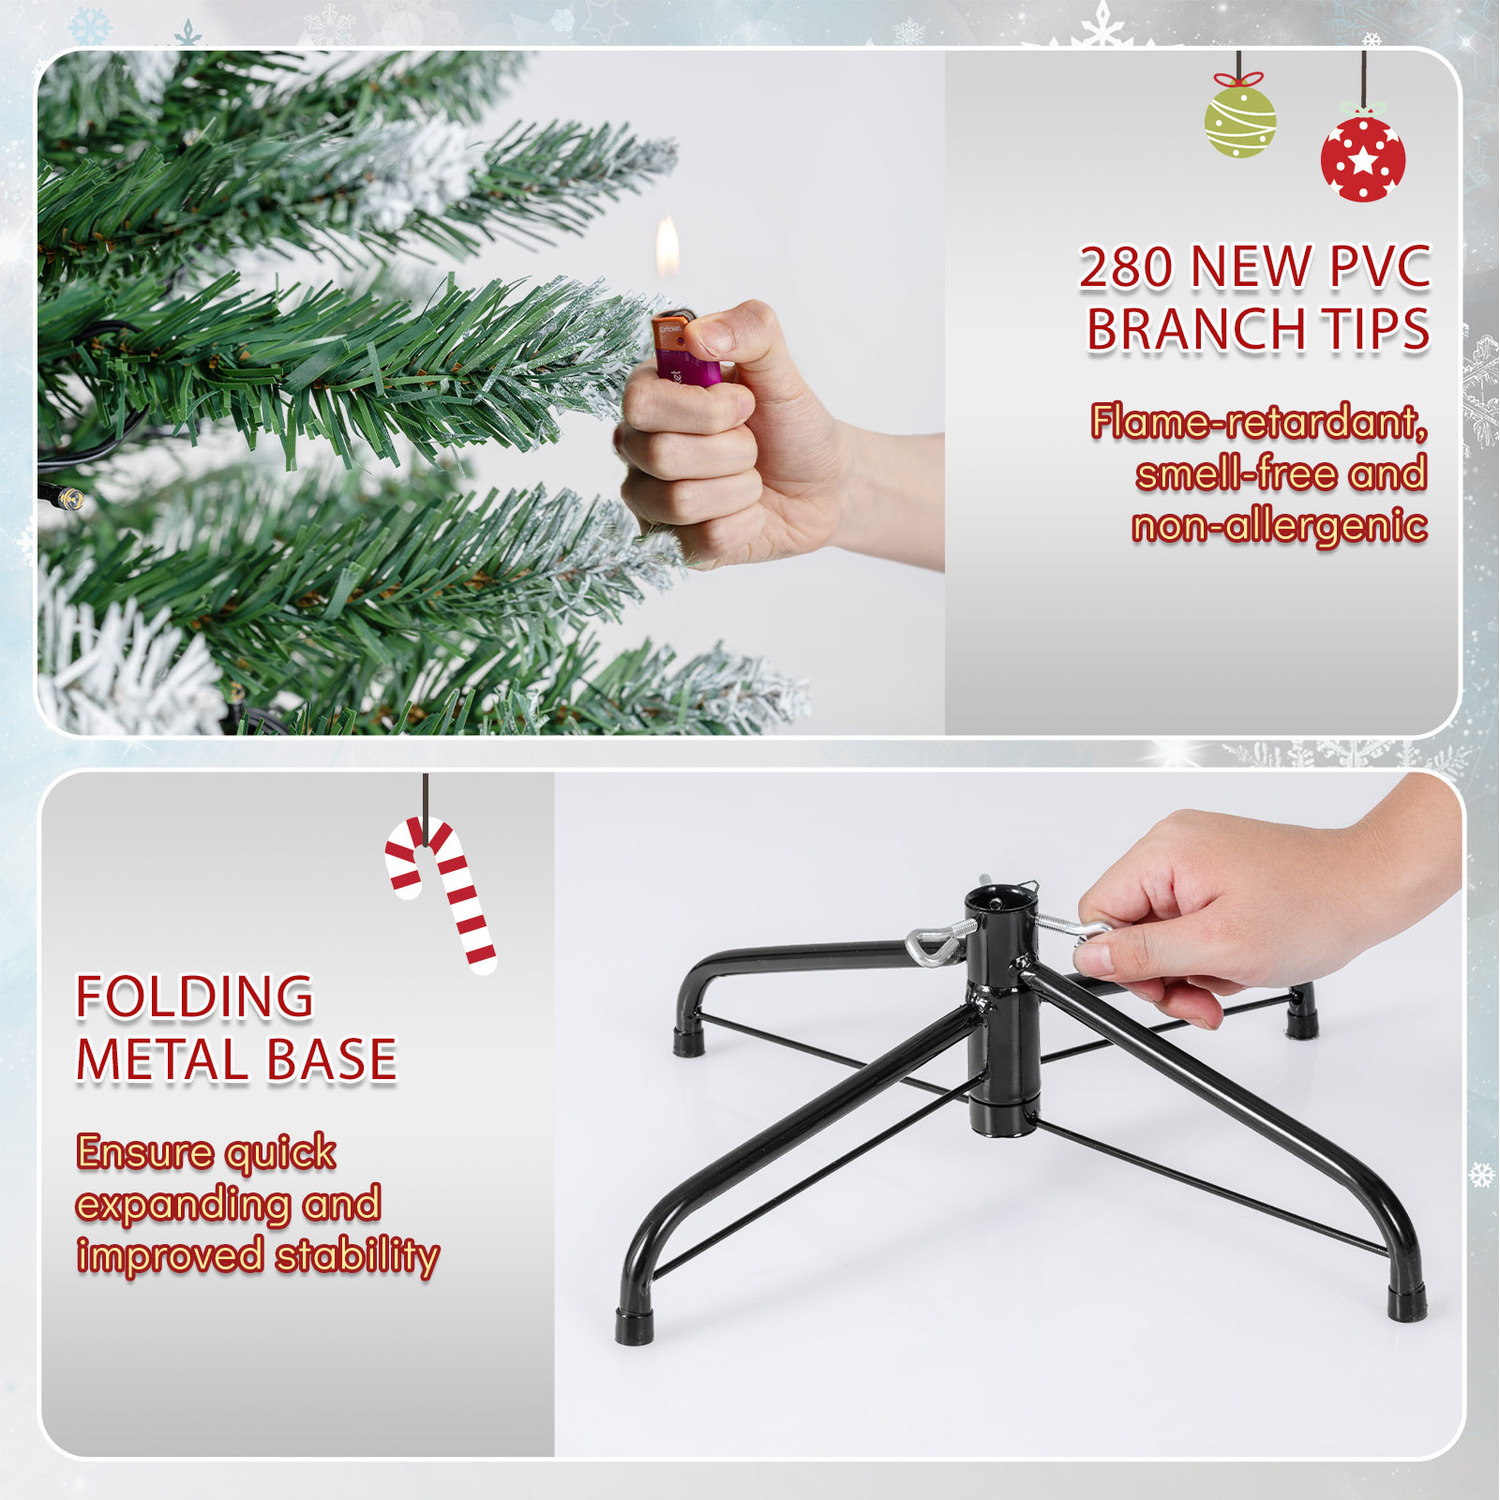 280 NEW PVC
BRANCH TIPS
Flame-retardant,
smell-free and
non-allergenic
FOLDING
METAL BASE
Ensure quick
expanding and
improved stability